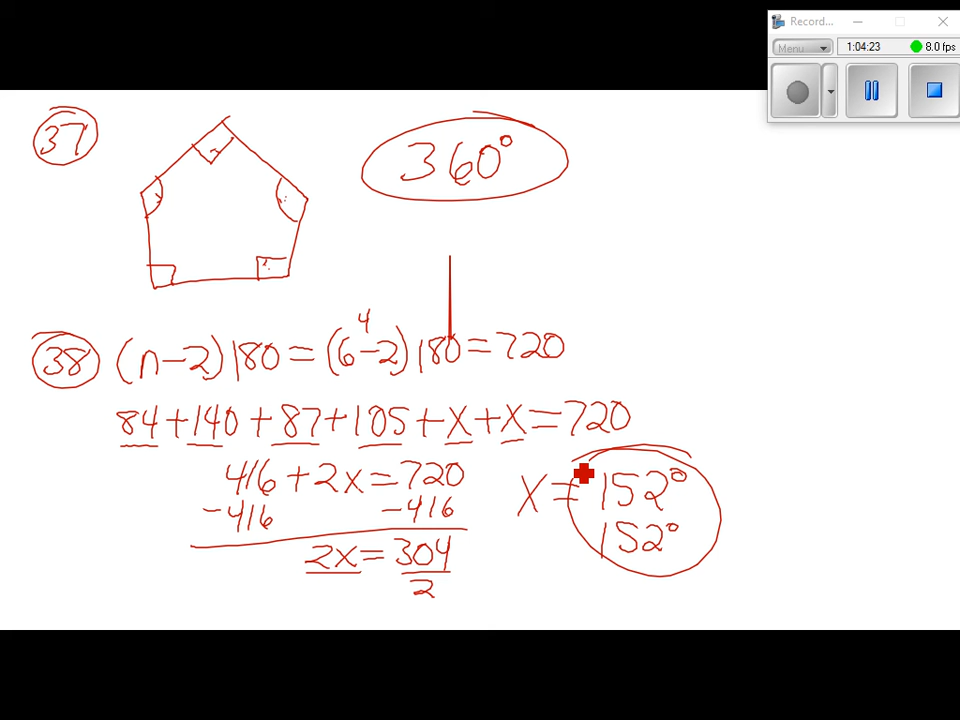 Record...
Menu
1:04:23
8.0 fps
37
360°
38 (n-2)180=(6-2)180=720
4
84+140+87+105+x+x=720
416+2x=720
-416 -416
2x=304
2
x=152°
152°